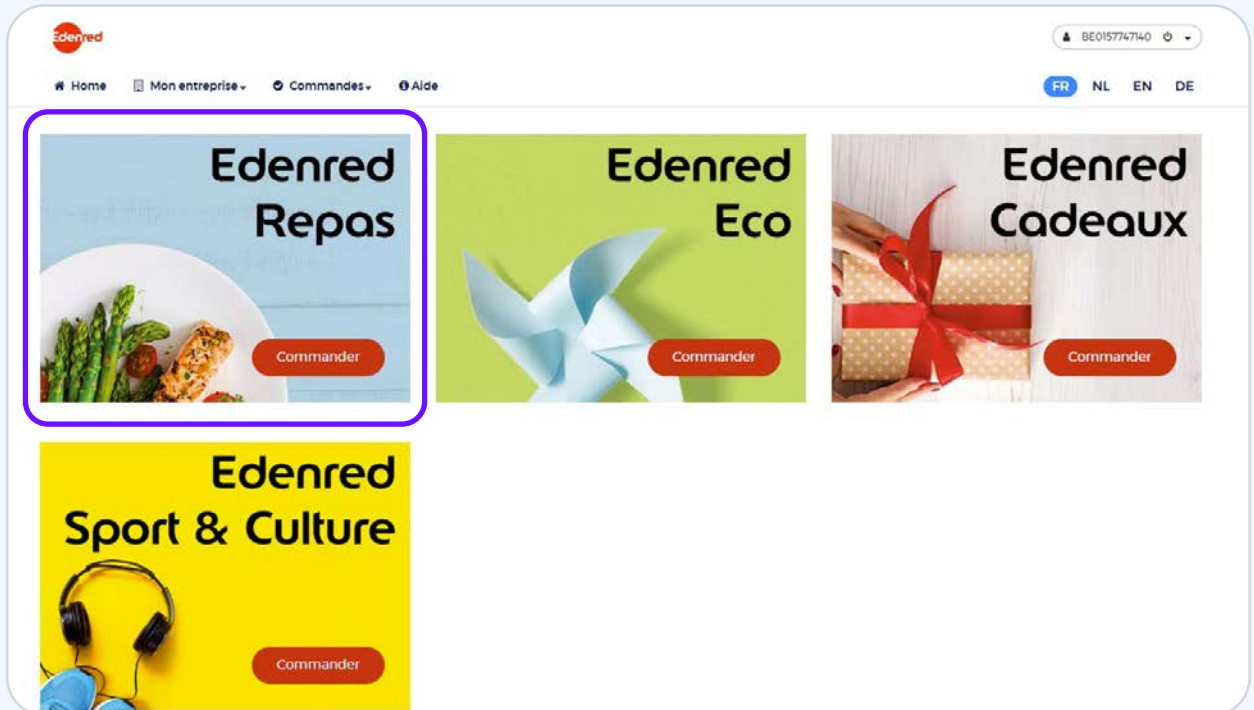 Edenred
BE0157747140
Home Mon entreprise Commandes Aide
FR NL EN DE
Edenred
Repas
Commander
Edenred
Eco
Commander
Edenred
Cadeaux
Commander
Edenred
Sport & Culture
Commander